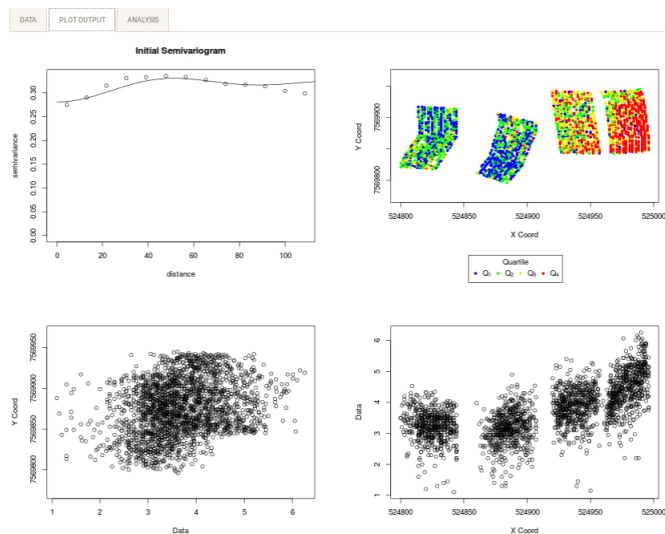 DATA PLOT OUTPUT ANALYSIS
Initial Semivariogram
semivariance
0.00 0.05 0.10 0.15 0.20 0.25 0.30
0 20 40 60 80 100
distance
Y Coord
7569800 7569900
524800 524850 524900 524950 525000
X Coord
Quartile
Q₁ Q₂ Q₃ Q₄
Y Coord
7569800 7569850 7569900 7569950
1 2 3 4 5 6
Data
Data
1 2 3 4 5 6
524800 524850 524900 524950 525000
X Coord